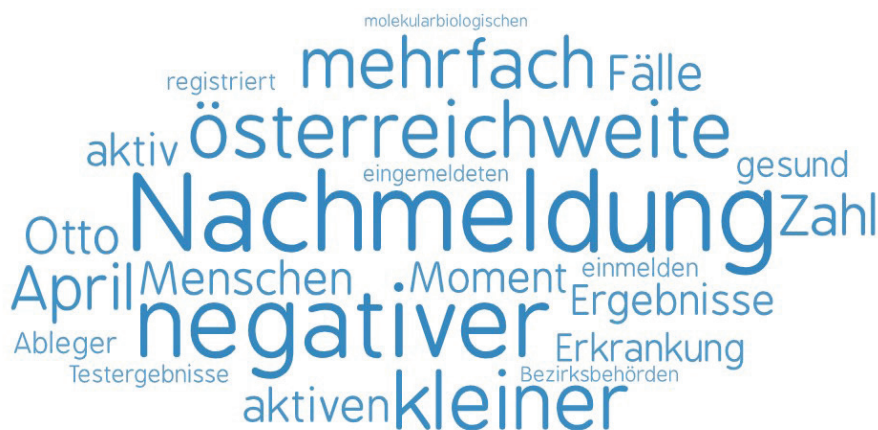 molekularbiologischen
mehrfach Fälle
registriert
österreichweite
aktiv
eingemeldeten
gesund
Nachmeldung
Zahl
Otto
April Menschen Moment einmelden
Ergebnisse
negativer
Ableger
Erkrankung
Testergebnisse
Bezirksbehörden
aktiven kleiner